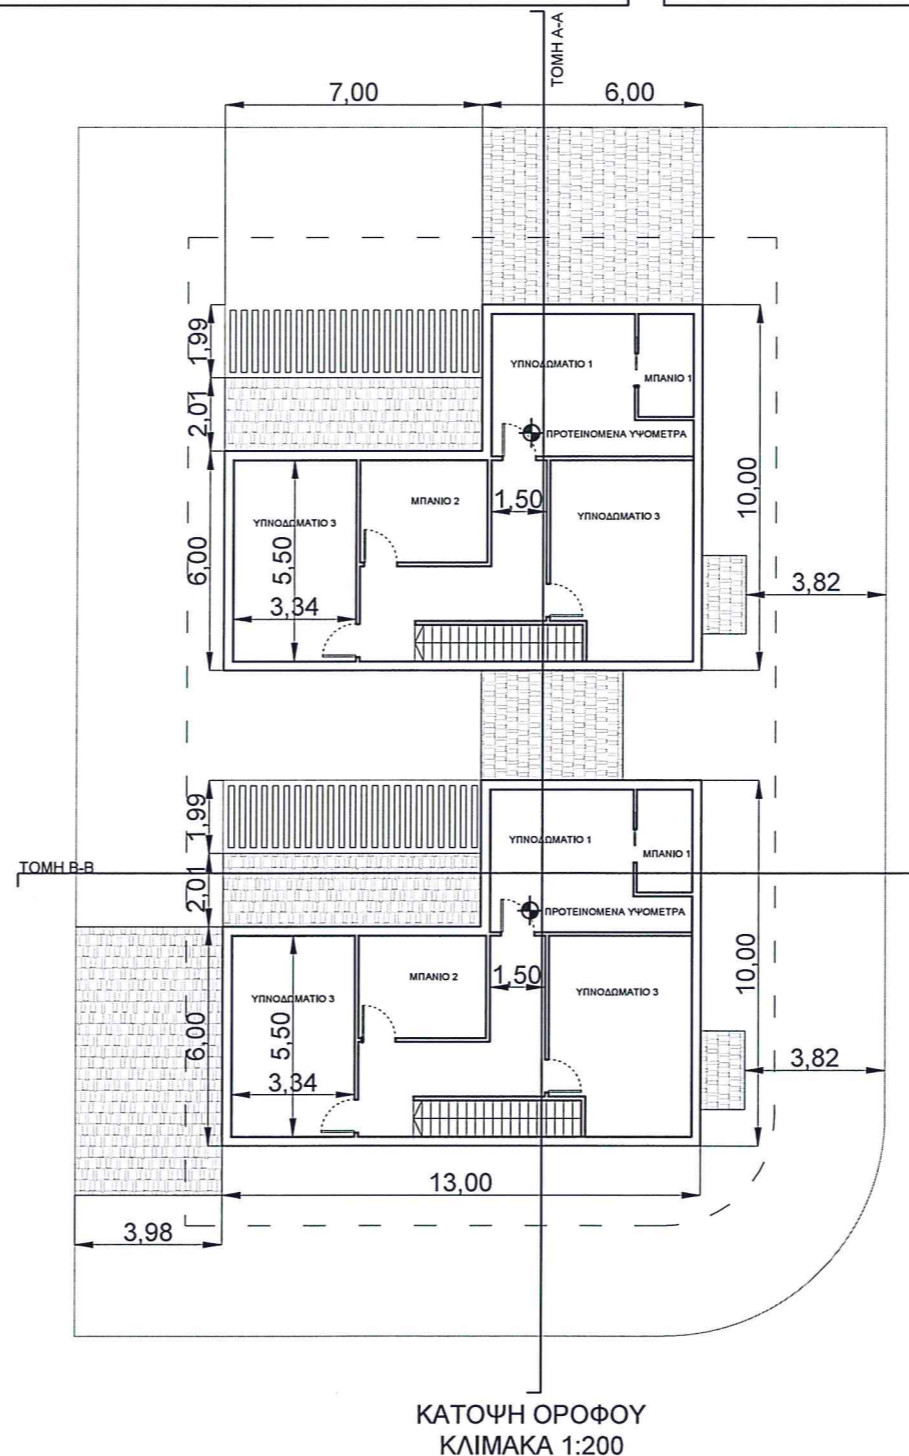 ΤΟΜΗ Α-Α
7,00
6,00
1,99
2,01
6,00
ΥΠΝΟΔΩΜΑΤΙΟ 1
ΜΠΑΝΙΟ 1
ΠΡΟΤΕΙΝΟΜΕΝΑ ΥΨΟΜΕΤΡΑ
10,00
ΥΠΝΟΔΩΜΑΤΙΟ 3
ΜΠΑΝΙΟ 2
1,50
ΥΠΝΟΔΩΜΑΤΙΟ 3
5,50
3,34
3,82
1,99
2,01
6,00
ΥΠΝΟΔΩΜΑΤΙΟ 1
ΜΠΑΝΙΟ 1
ΤΟΜΗ Β-Β
ΠΡΟΤΕΙΝΟΜΕΝΑ ΥΨΟΜΕΤΡΑ
10,00
ΥΠΝΟΔΩΜΑΤΙΟ 3
ΜΠΑΝΙΟ 2
1,50
ΥΠΝΟΔΩΜΑΤΙΟ 3
5,50
3,34
3,82
13,00
3,98
ΚΑΤΟΨΗ ΟΡΟΦΟΥ
ΚΛΙΜΑΚΑ 1:200